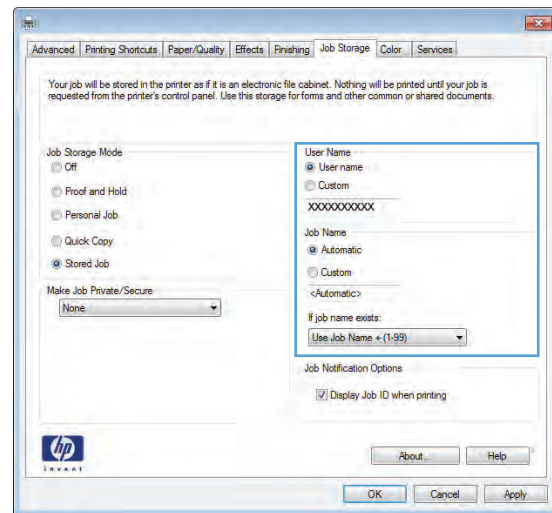 Advanced Printing Shortcuts Paper/Quality Effects Finishing Job Storage Color Services
Your job will be stored in the printer as if it is an electronic file cabinet. Nothing will be printed until your job is
requested from the printer's control panel. Use this storage for forms and other common or shared documents.
Job Storage Mode
Off
Proof and Hold
Personal Job
Quick Copy
Stored Job
Make Job Private/Secure
None
User Name
User name
Custom
XXXXXXXXXX
Job Name
Automatic
Custom
<Automatic>
If job name exists:
Use Job Name + (1-99)
Job Notification Options
Display Job ID when printing
hp
invent
About...
Help
OK
Cancel
Apply